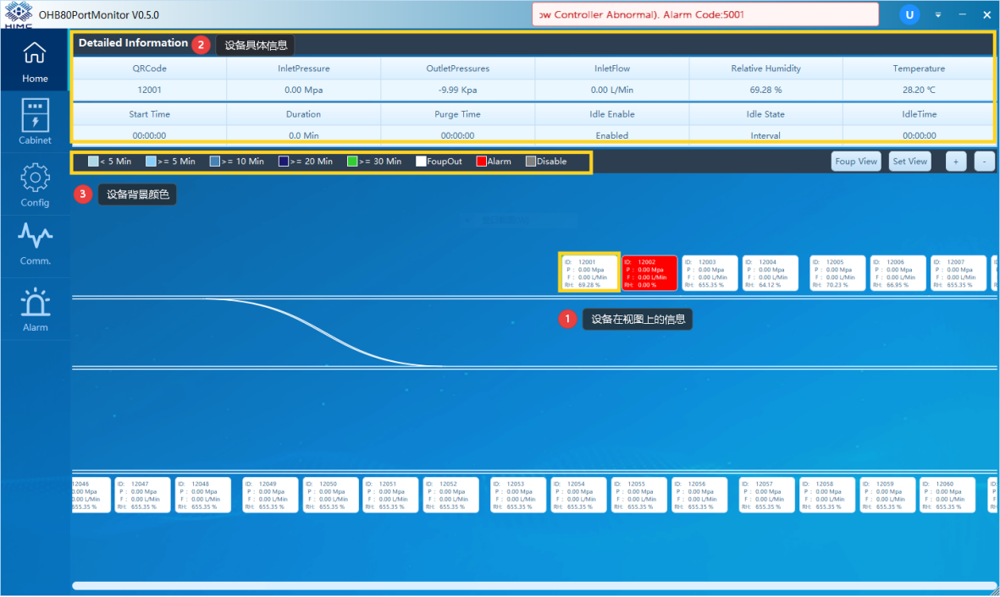 HIMC
OHB80PortMonitor V0.5.0
ow Controller Abnormal). Alarm Code:5001
U
Home
Cabinet
Config
Comm.
Alarm
Detailed Information 2 设备具体信息
QRCode InletPressure OutletPressures InletFlow Relative Humidity Temperature
12001 0.00 Mpa -9.99 Kpa 0.00 L/Min 69.28 % 28.20 ℃
Start Time Duration Purge Time Idle Enable Idle State IdleTime
00:00:00 0.0 Min 00:00:00 Enabled Interval 00:00:00
< 5 Min >= 5 Min >= 10 Min >= 20 Min >= 30 Min FoupOut Alarm Disable Foup View Set View + -
3 设备背景颜色
ID: 12001 ID: 12002 ID: 12003 ID: 12004 ID: 12005 ID: 12006 ID: 12007
P : 0.00 Mpa P : 0.00 Mpa P : 0.00 Mpa P : 0.00 Mpa P : 0.00 Mpa P : 0.00 Mpa P : 0.00 Mpa
F : 0.00 L/Min F : 0.00 L/Min F : 0.00 L/Min F : 0.00 L/Min F : 0.00 L/Min F : 0.00 L/Min F : 0.00 L/Min
RH: 69.28 % RH: 0.00 % RH: 655.35 % RH: 64.12 % RH: 70.23 % RH: 66.95 % RH: 655.35 %
1 设备在视图上的信息
12046 ID: 12047 ID: 12048 ID: 12049 ID: 12050 ID: 12051 ID: 12052 ID: 12053 ID: 12054 ID: 12055 ID: 12056 ID: 12057 ID: 12058 ID: 12059 ID: 12060
0.00 Mpa P : 0.00 Mpa P : 0.00 Mpa P : 0.00 Mpa P : 0.00 Mpa P : 0.00 Mpa P : 0.00 Mpa P : 0.00 Mpa P : 0.00 Mpa P : 0.00 Mpa P : 0.00 Mpa P : 0.00 Mpa P : 0.00 Mpa P : 0.00 Mpa P : 0.00 Mpa
0.00 L/Min F : 0.00 L/Min F : 0.00 L/Min F : 0.00 L/Min F : 0.00 L/Min F : 0.00 L/Min F : 0.00 L/Min F : 0.00 L/Min F : 0.00 L/Min F : 0.00 L/Min F : 0.00 L/Min F : 0.00 L/Min F : 0.00 L/Min F : 0.00 L/Min F : 0.00 L/Min
655.35 % RH: 655.35 % RH: 655.35 % RH: 655.35 % RH: 655.35 % RH: 655.35 % RH: 655.35 % RH: 655.35 % RH: 655.35 % RH: 655.35 % RH: 655.35 % RH: 655.35 % RH: 655.35 % RH: 655.35 % RH: 655.35 %